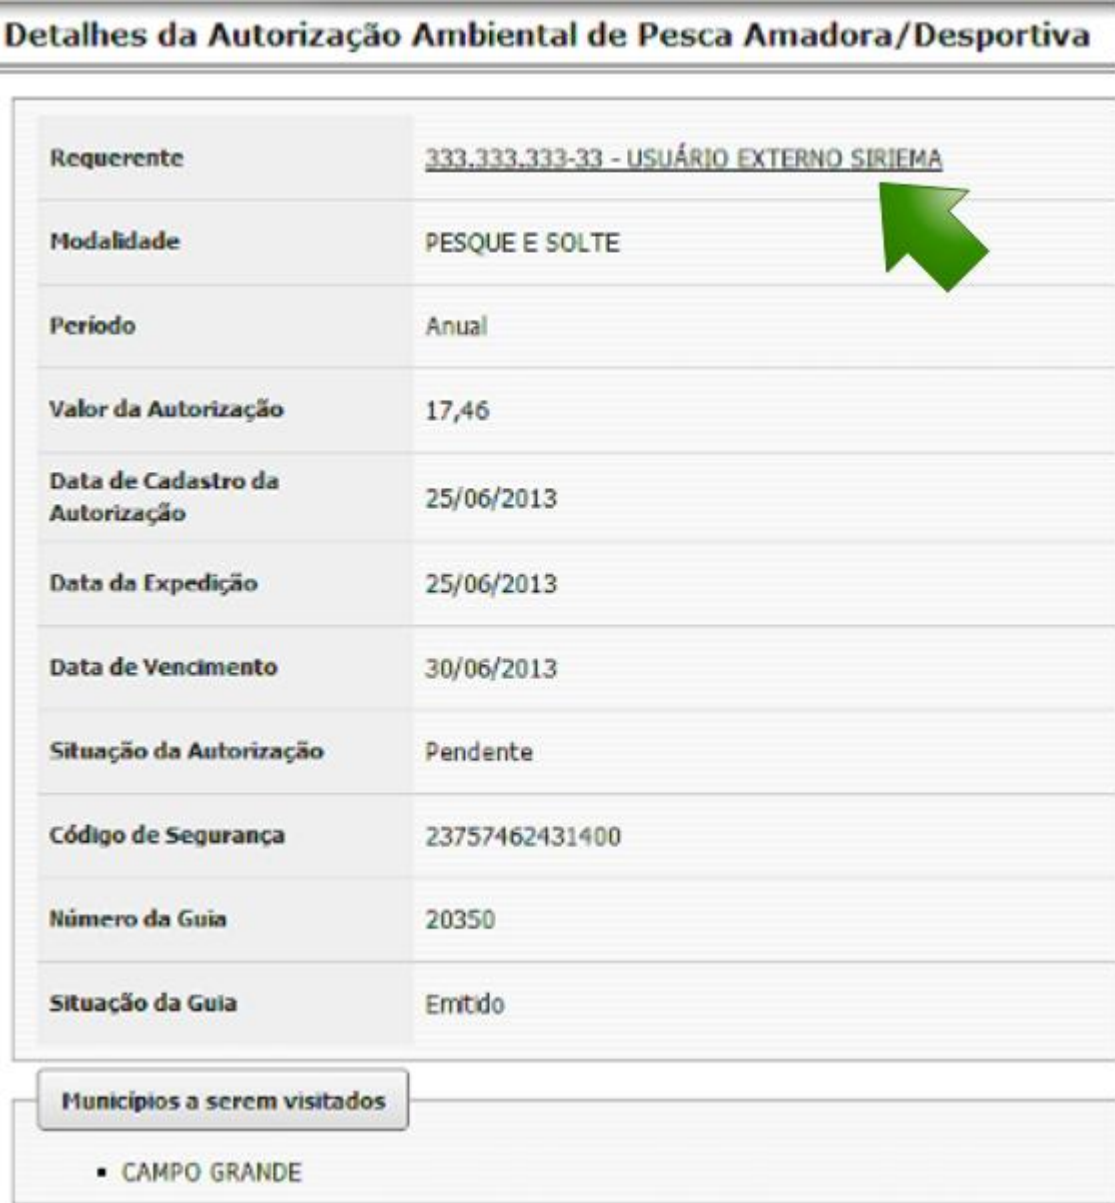 Detalhes da Autorização Ambiental de Pesca Amadora/Desportiva
Requerente 333.333.333-33 - USUÁRIO EXTERNO SIRIEMA
Modalidade PESQUE E SOLTE
Período Anual
Valor da Autorização 17,46
Data de Cadastro da
Autorização 25/06/2013
Data da Expedição 25/06/2013
Data de Vencimento 30/06/2013
Situação da Autorização Pendente
Código de Segurança 23757462431400
Número da Guia 20350
Situação da Guia Emitido
Municípios a serem visitados
▪ CAMPO GRANDE